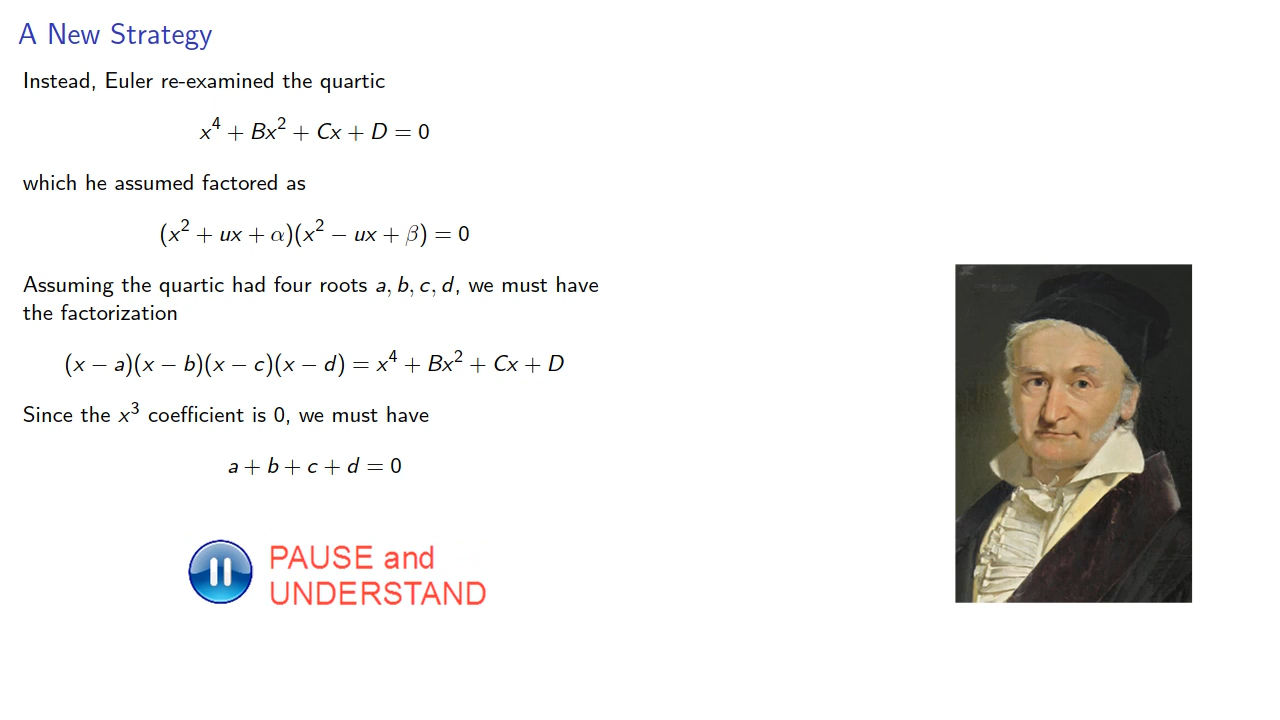 A New Strategy
Instead, Euler re-examined the quartic
x⁴ + Bx² + Cx + D = 0
which he assumed factored as
(x² + ux + α)(x² − ux + β) = 0
Assuming the quartic had four roots a, b, c, d, we must have
the factorization
(x − a)(x − b)(x − c)(x − d) = x⁴ + Bx² + Cx + D
Since the x³ coefficient is 0, we must have
a + b + c + d = 0
PAUSE and
UNDERSTAND